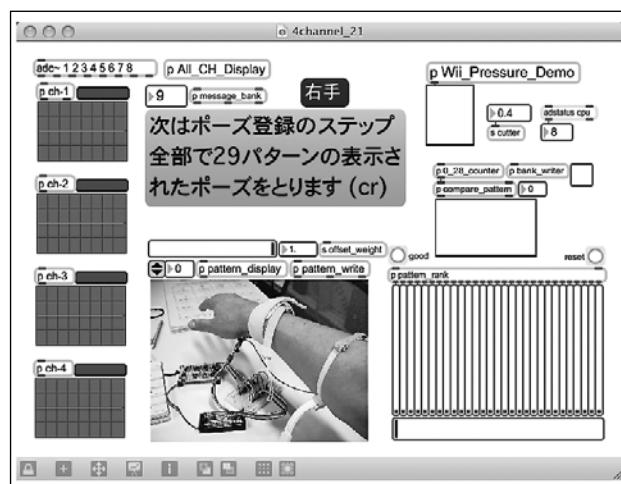 4channel_21
adc~ 1 2 3 4 5 6 7 8
p All_CH_Display
p Wii_Pressure_Demo
p ch-1
9
p message_bank
右手
次はポーズ登録のステップ
全部で29パターンの表示さ
れたポーズをとります (cr)
0.4
adstatus cpu
s cutter
8
p ch-2
p 0_28_counter
p bank_writer
p compare_pattern
0
p ch-3
1.
s offset_weight
good
reset
0
p pattern_display
p pattern_write
p pattern_rank
p ch-4